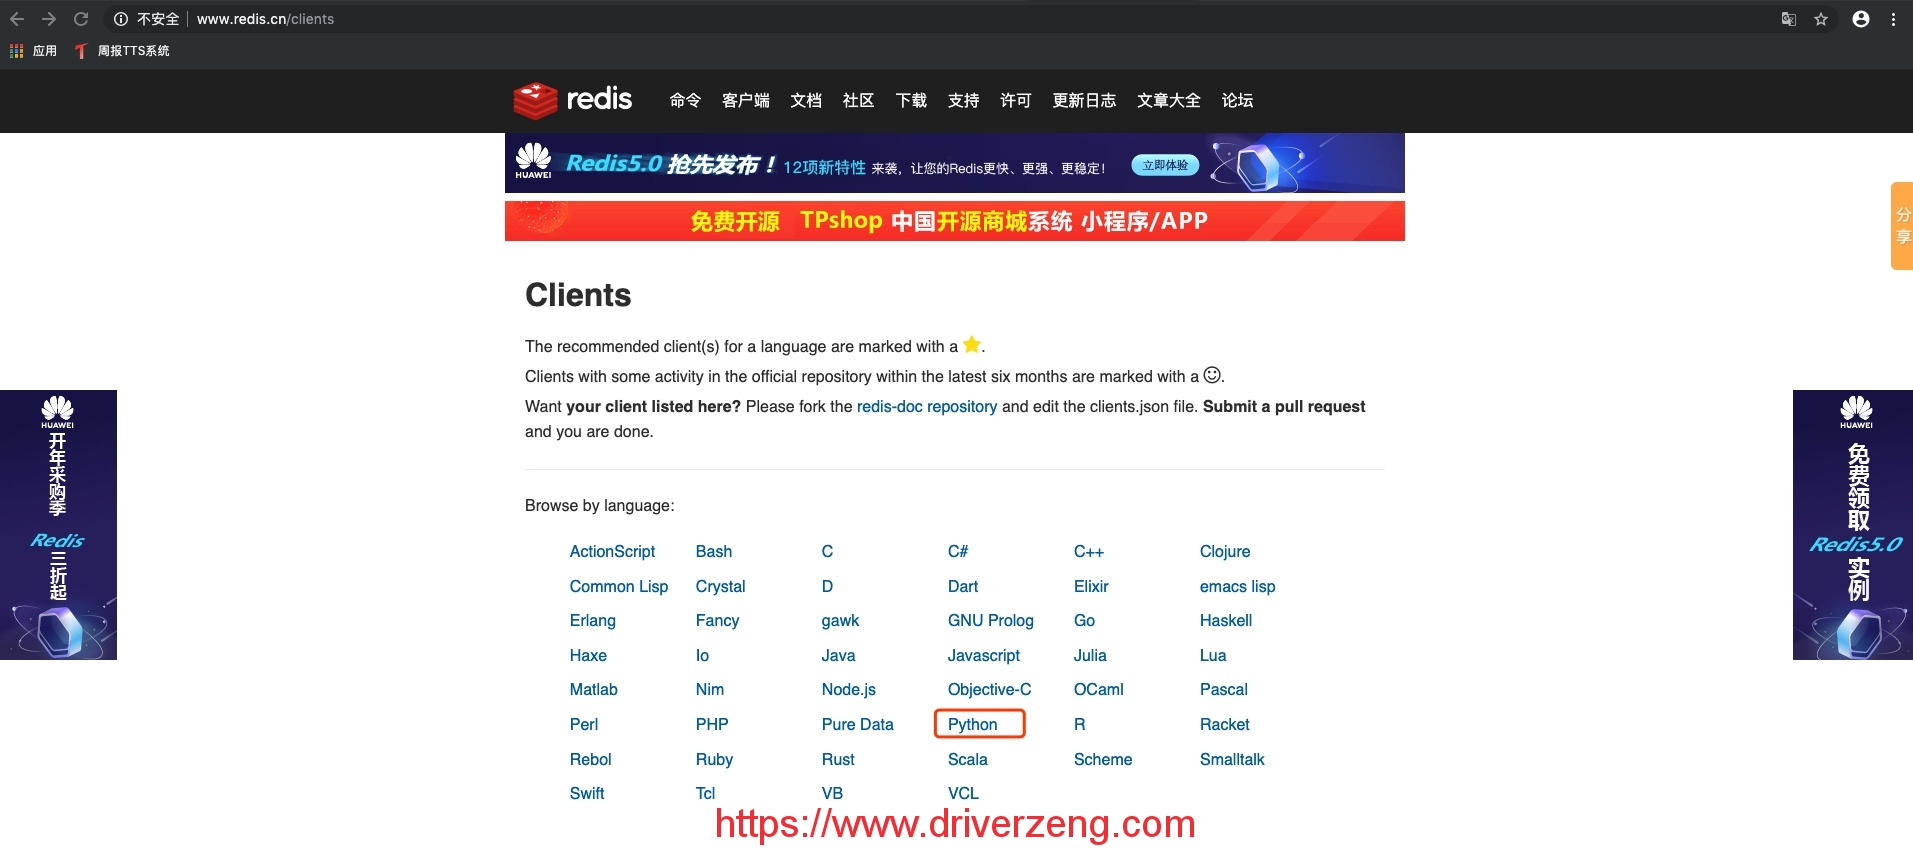 不安全 www.redis.cn/clients
应用 周报TTS系统
redis 命令 客户端 文档 社区 下载 支持 许可 更新日志 文章大全 论坛
HUAWEI Redis5.0 抢先发布！ 12项新特性 来袭，让您的Redis更快、更强、更稳定！ 立即体验
免费开源 TPshop 中国开源商城系统 小程序/APP
分享
Clients
The recommended client(s) for a language are marked with a ⭐.
Clients with some activity in the official repository within the latest six months are marked with a ☺.
Want your client listed here? Please fork the redis-doc repository and edit the clients.json file. Submit a pull request
and you are done.
HUAWEI
开年采购季
Redis
三折起
HUAWEI
免费领取
Redis5.0
实例
Browse by language:
ActionScript Bash C C# C++ Clojure
Common Lisp Crystal D Dart Elixir emacs lisp
Erlang Fancy gawk GNU Prolog Go Haskell
Haxe Io Java Javascript Julia Lua
Matlab Nim Node.js Objective-C OCaml Pascal
Perl PHP Pure Data Python R Racket
Rebol Ruby Rust Scala Scheme Smalltalk
Swift Tcl VB VCL
https://www.driverzeng.com